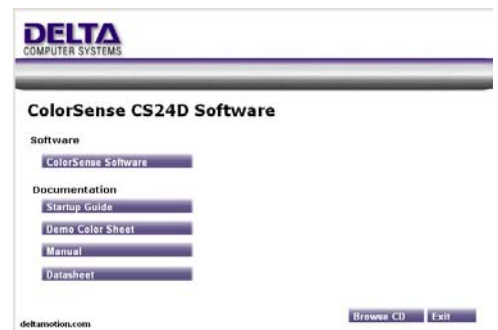 DELTA
COMPUTER SYSTEMS
ColorSense CS24D Software
Software
ColorSense Software
Documentation
Startup Guide
Demo Color Sheet
Manual
Datasheet
Browse CD
Exit
deltamotion.com